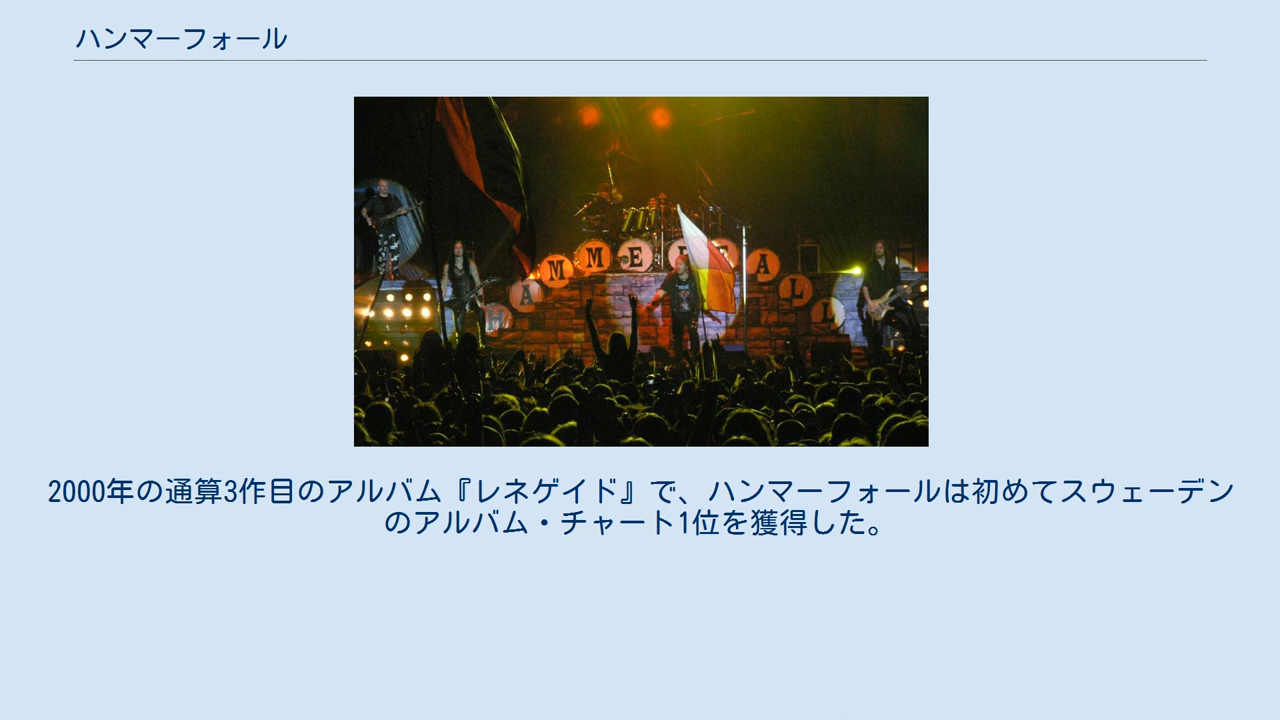 ハンマーフォール
HAMMERFALL
2000年の通算3作目のアルバム『レネゲイド』で、ハンマーフォールは初めてスウェーデン
のアルバム・チャート1位を獲得した。